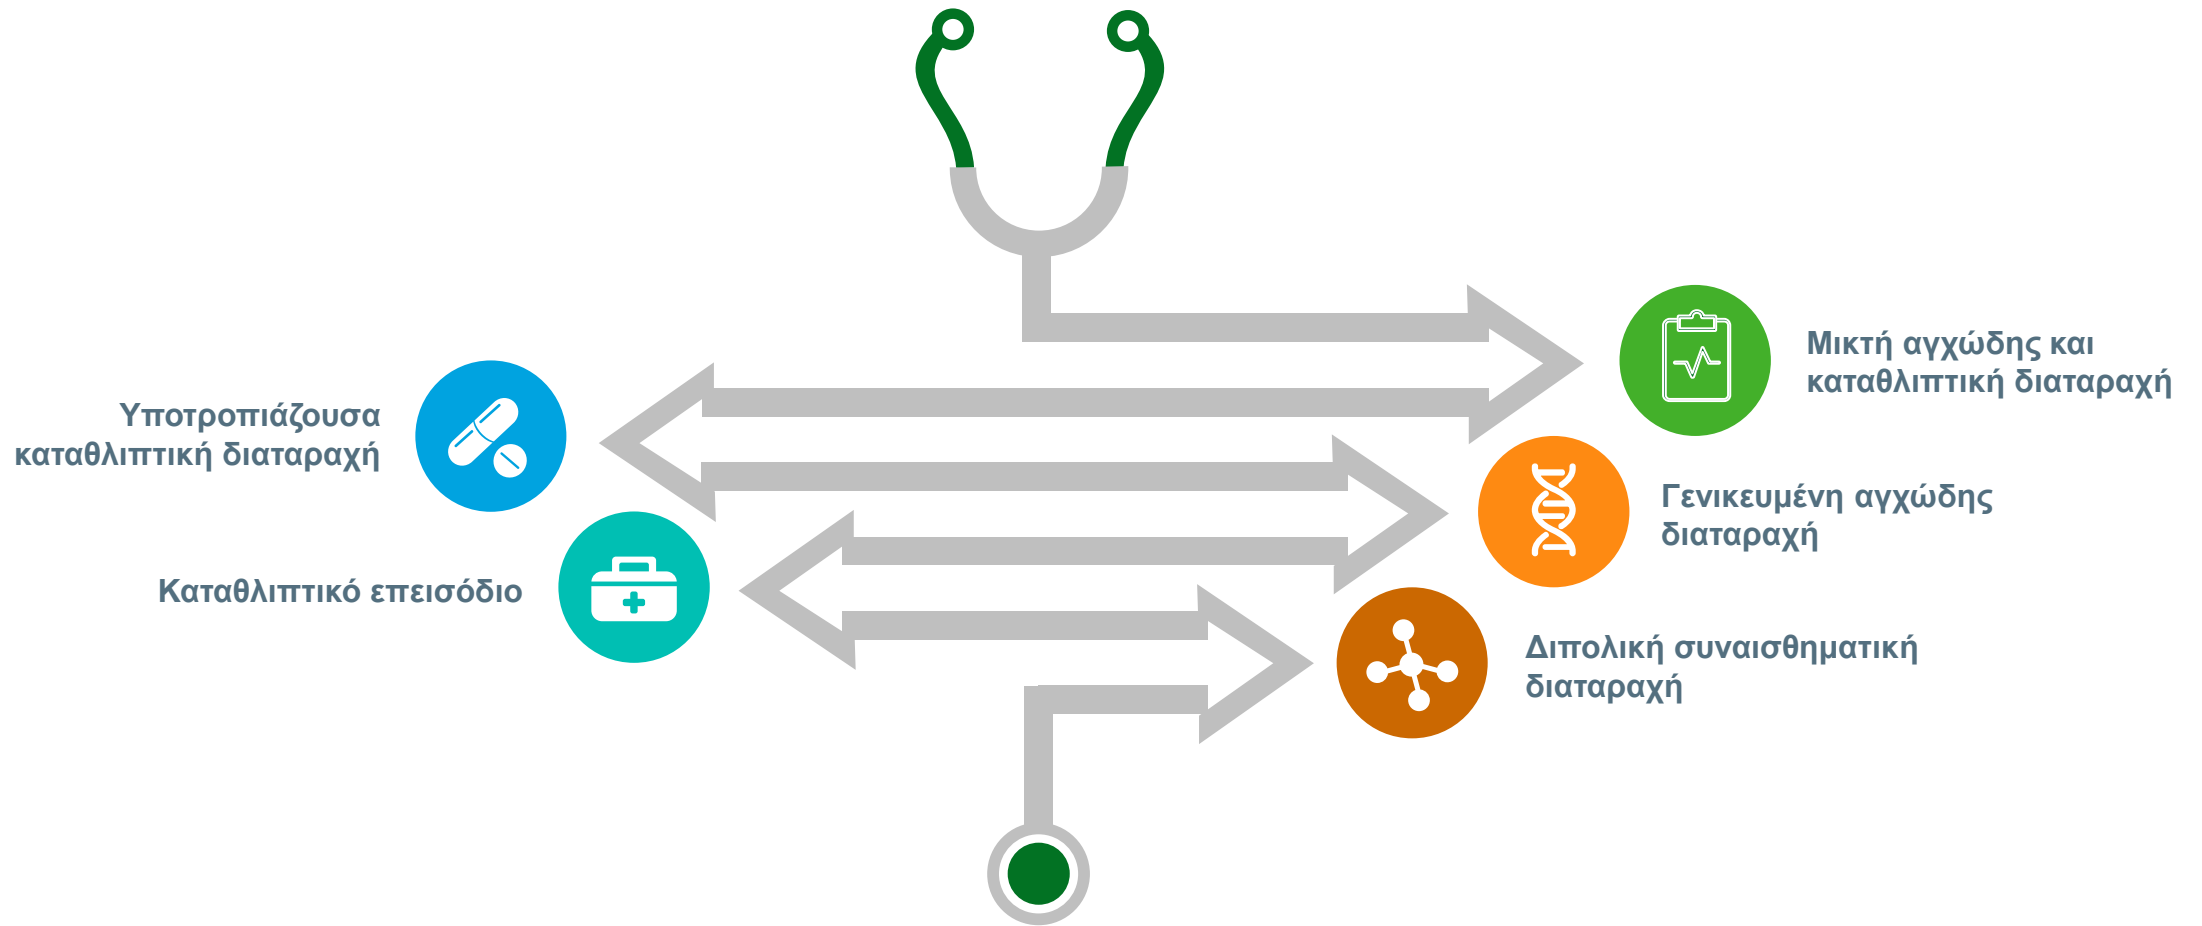 Μικτή αγχώδης και
καταθλιπτική διαταραχή
Υποτροπιάζουσα
καταθλιπτική διαταραχή
Γενικευμένη αγχώδης
διαταραχή
Καταθλιπτικό επεισόδιο
Διπολική συναισθηματική
διαταραχή